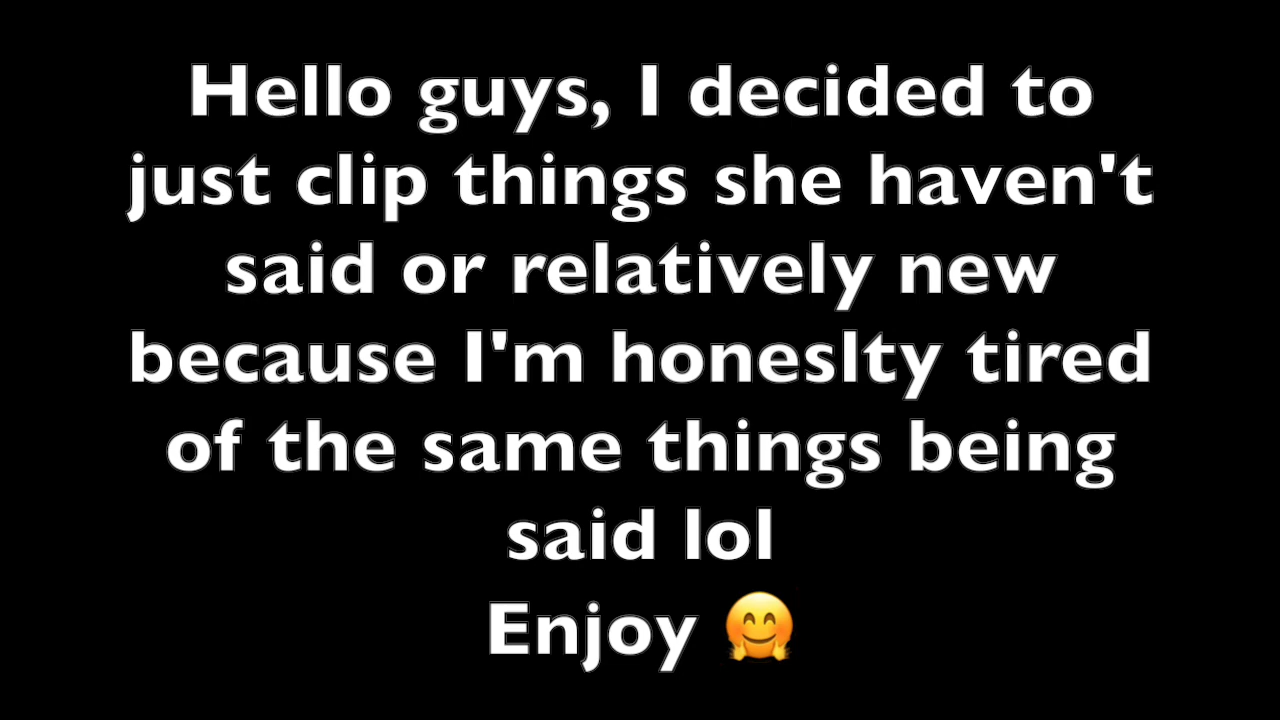 Hello guys, I decided to
just clip things she haven't
said or relatively new
because I'm honeslty tired
of the same things being
said lol
Enjoy 🤗